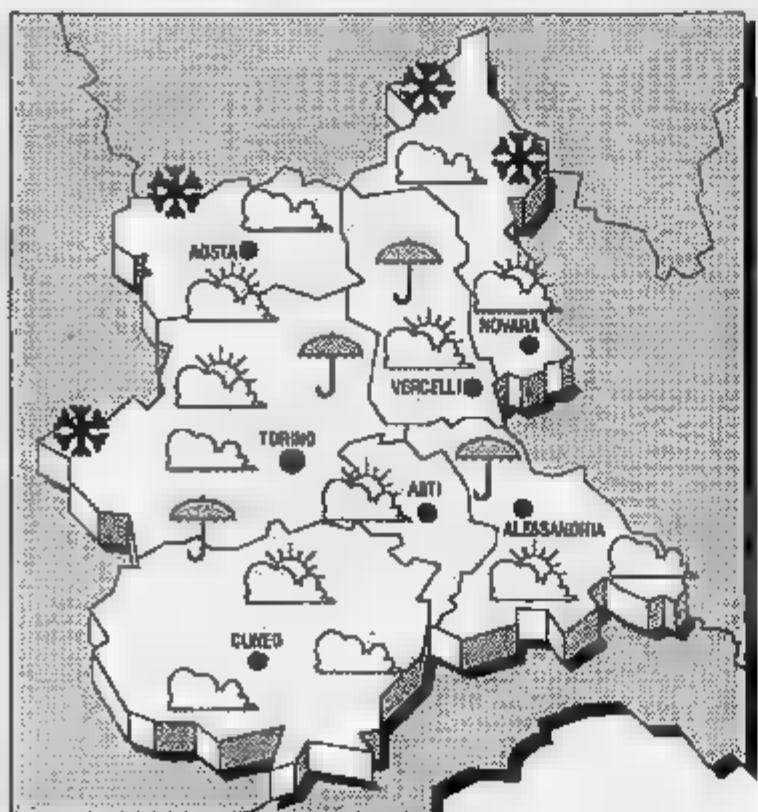 AOSTA
NOVARA
VERCELLI
TORINO
ASTI
ALESSANDRIA
CUNEO